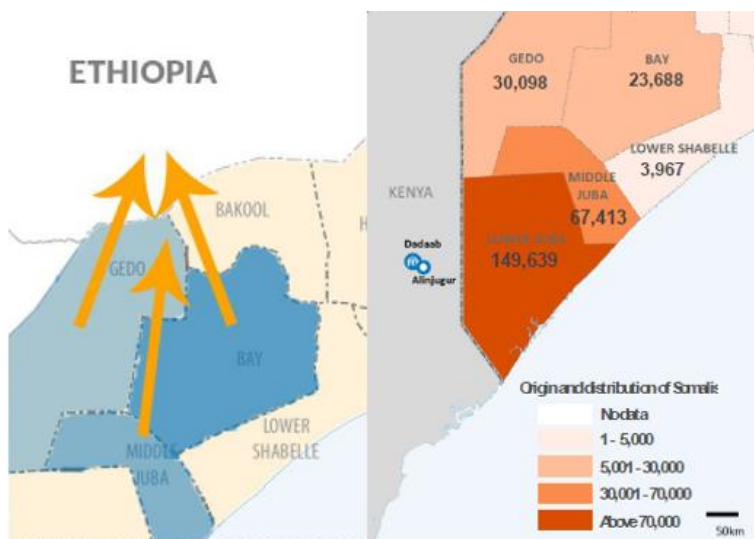 ETHIOPIA
BAKOOL
H
GEDO
BAY
LOWER
SHABELLE
MIDDLE
JUBA
GEDO
30,098
BAY
23,688
LOWER SHABELLE
3,967
KENYA
MIDDLE
JUBA
67,413
LOWER JUBA
149,639
Dadaab
Alinjugur
Origin and distribution of Somalis
No data
1 - 5,000
5,001 - 30,000
30,001 - 70,000
Above 70,000
50km